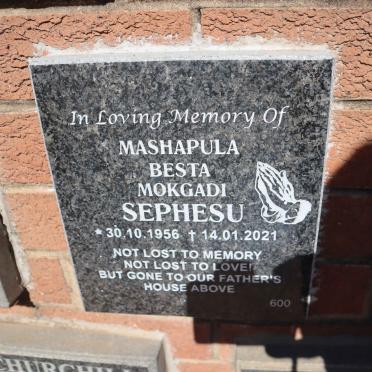 In Loving Memory Of
MASHAPULA
BESTA
MOKGADI
SEPHESU
* 30.10.1956 † 14.01.2021
NOT LOST TO MEMORY
NOT LOST TO LOVE!!
BUT GONE TO OUR FATHER'S
HOUSE ABOVE
600